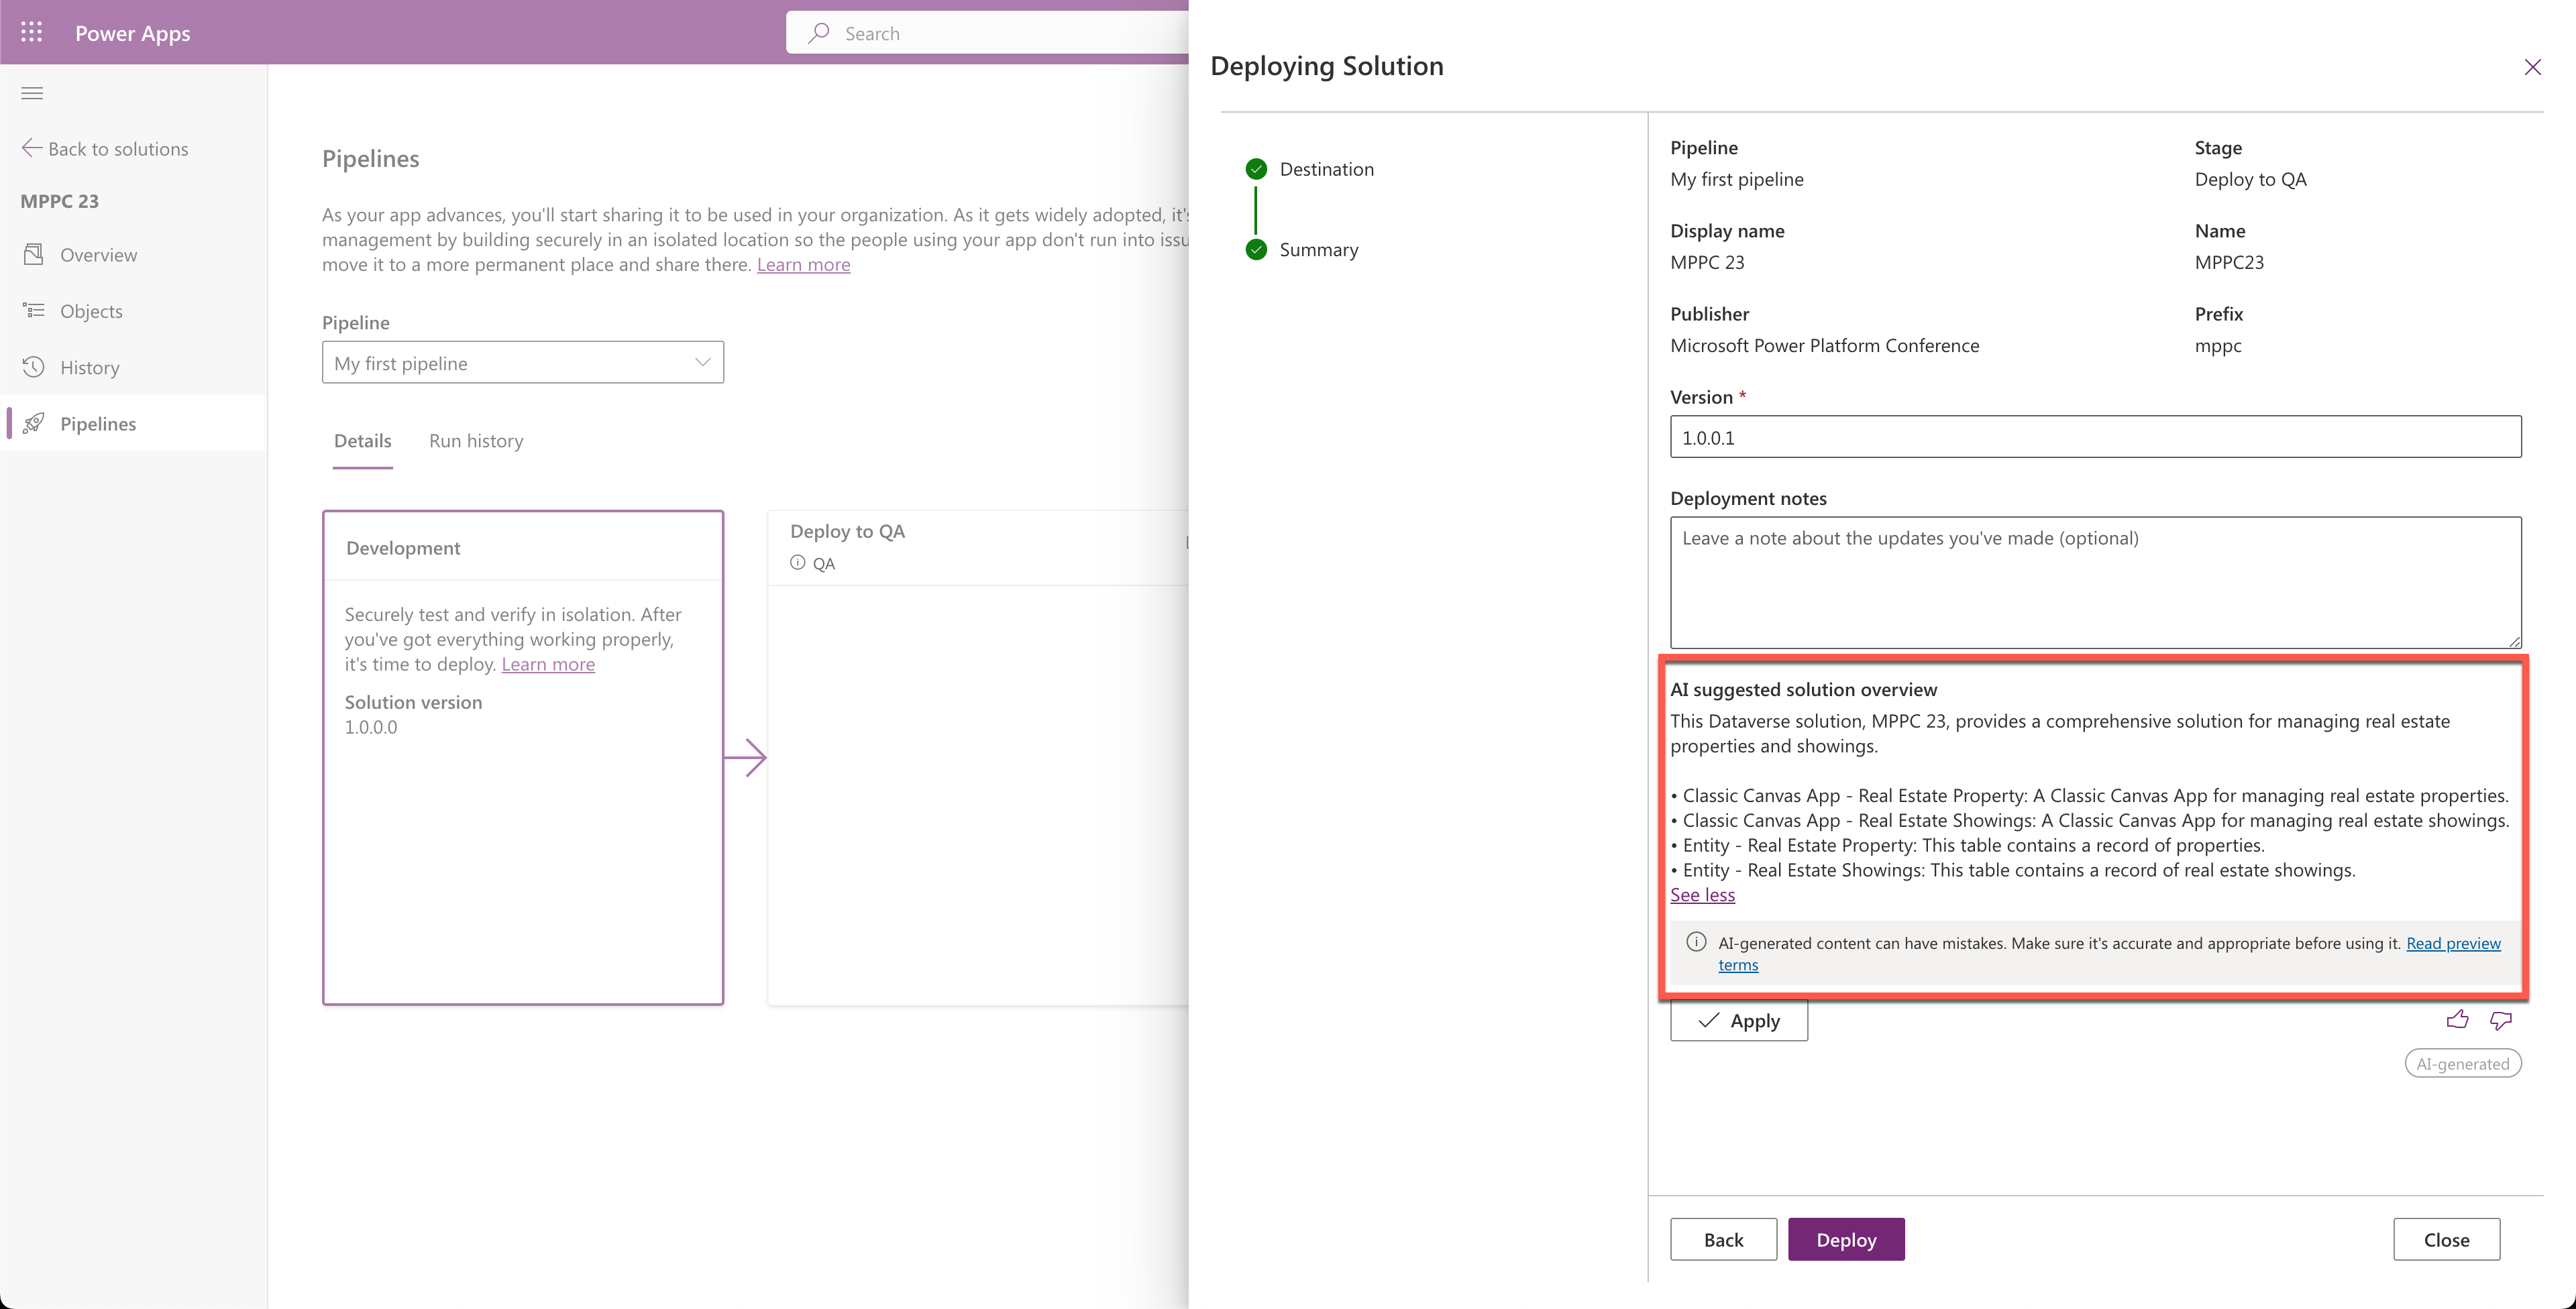 Power Apps
Search
Back to solutions
MPPC 23
Overview
Objects
History
Pipelines
Pipelines
As your app advances, you'll start sharing it to be used in your organization. As it gets widely adopted, it's
management by building securely in an isolated location so the people using your app don't run into issu
move it to a more permanent place and share there. Learn more
Pipeline
My first pipeline
Details
Run history
Development
Securely test and verify in isolation. After
you've got everything working properly,
it's time to deploy. Learn more
Solution version
1.0.0.0
Deploy to QA
QA
Deploying Solution
Destination
Summary
Pipeline
My first pipeline
Stage
Deploy to QA
Display name
MPPC 23
Name
MPPC23
Publisher
Microsoft Power Platform Conference
Prefix
mppc
Version *
1.0.0.1
Deployment notes
Leave a note about the updates you've made (optional)
AI suggested solution overview
This Dataverse solution, MPPC 23, provides a comprehensive solution for managing real estate
properties and showings.
• Classic Canvas App - Real Estate Property: A Classic Canvas App for managing real estate properties.
• Classic Canvas App - Real Estate Showings: A Classic Canvas App for managing real estate showings.
• Entity - Real Estate Property: This table contains a record of properties.
• Entity - Real Estate Showings: This table contains a record of real estate showings.
See less
AI-generated content can have mistakes. Make sure it's accurate and appropriate before using it. Read preview
terms
Apply
AI-generated
Back
Deploy
Close